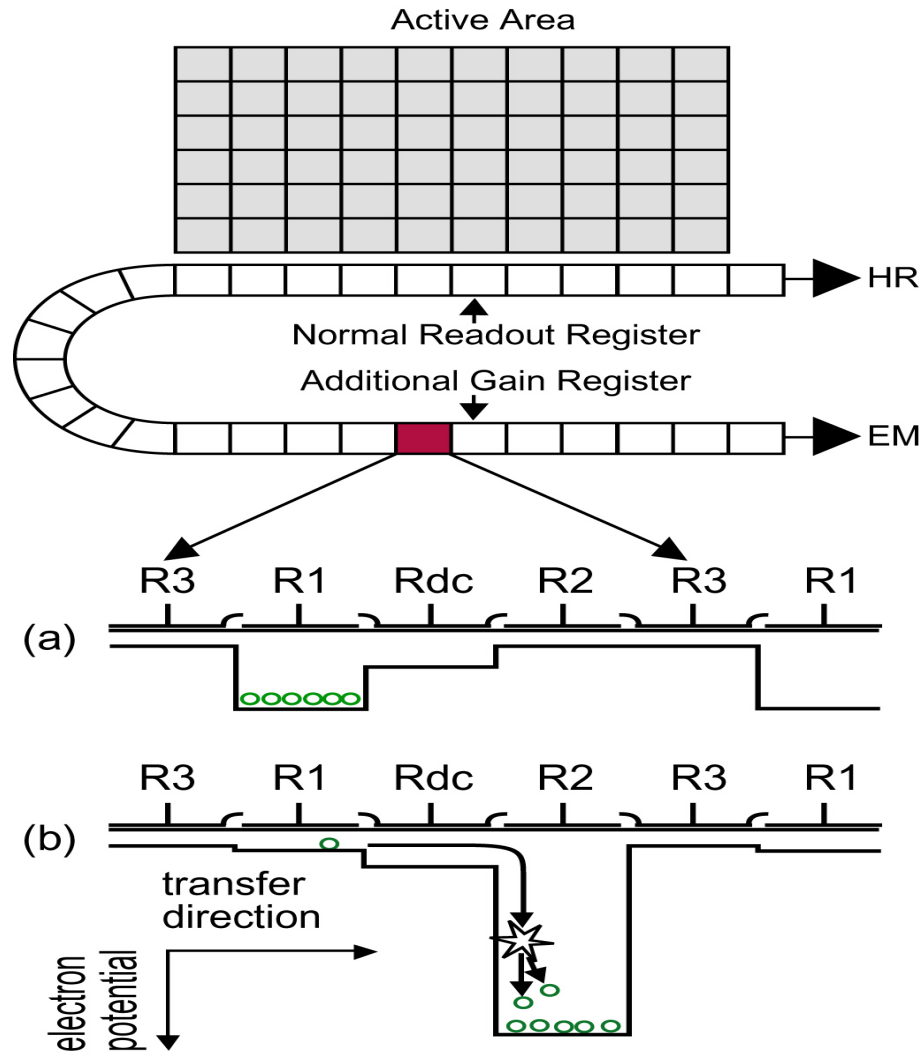 Active Area
HR
Normal Readout Register
Additional Gain Register
EM
R3 R1 Rdc R2 R3 R1
(a)
R3 R1 Rdc R2 R3 R1
(b)
transfer
direction
electron
potential